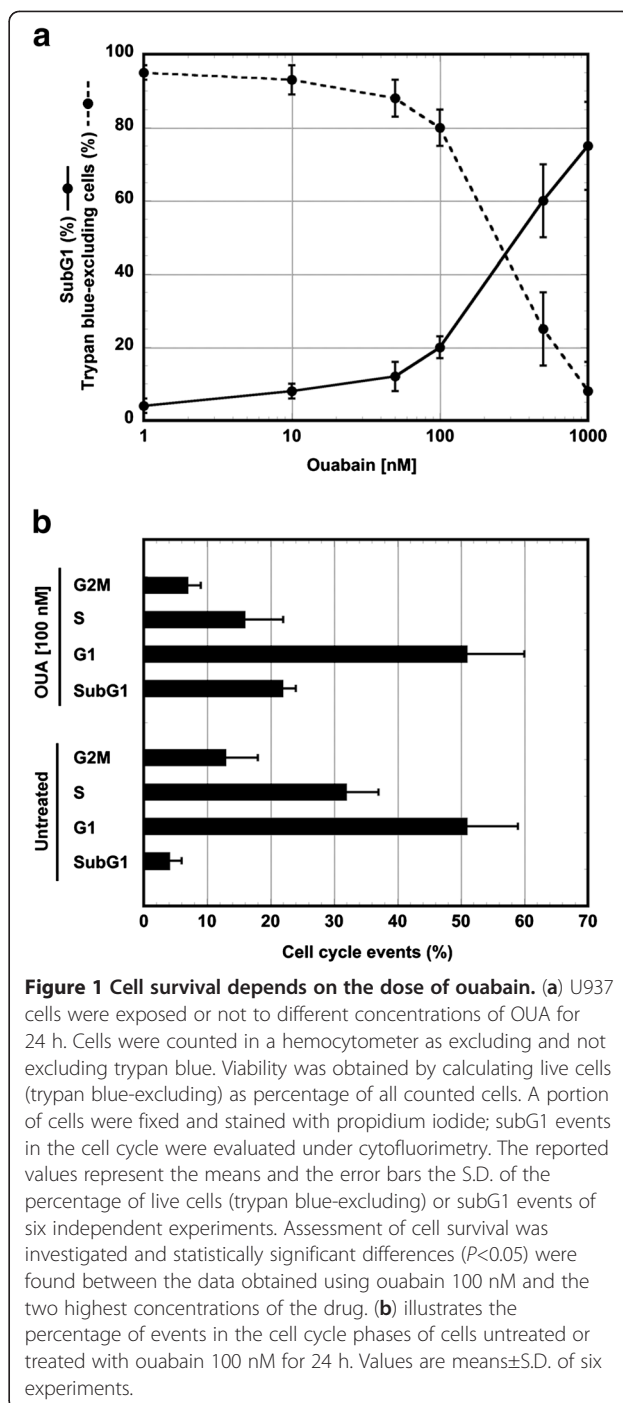 a
100
80
60
40
20
0
SubG1 (%)
Trypan blue-excluding cells (%)
1 10 100 1000
Ouabain [nM]
b
OUA [100 nM]
G2M
S
G1
SubG1
Untreated
G2M
S
G1
SubG1
0 10 20 30 40 50 60 70
Cell cycle events (%)
Figure 1 Cell survival depends on the dose of ouabain. (a) U937
cells were exposed or not to different concentrations of OUA for
24 h. Cells were counted in a hemocytometer as excluding and not
excluding trypan blue. Viability was obtained by calculating live cells
(trypan blue-excluding) as percentage of all counted cells. A portion
of cells were fixed and stained with propidium iodide; subG1 events
in the cell cycle were evaluated under cytofluorimetry. The reported
values represent the means and the error bars the S.D. of the
percentage of live cells (trypan blue-excluding) or subG1 events of
six independent experiments. Assessment of cell survival was
investigated and statistically significant differences (P<0.05) were
found between the data obtained using ouabain 100 nM and the
two highest concentrations of the drug. (b) illustrates the
percentage of events in the cell cycle phases of cells untreated or
treated with ouabain 100 nM for 24 h. Values are means±S.D. of six
experiments.